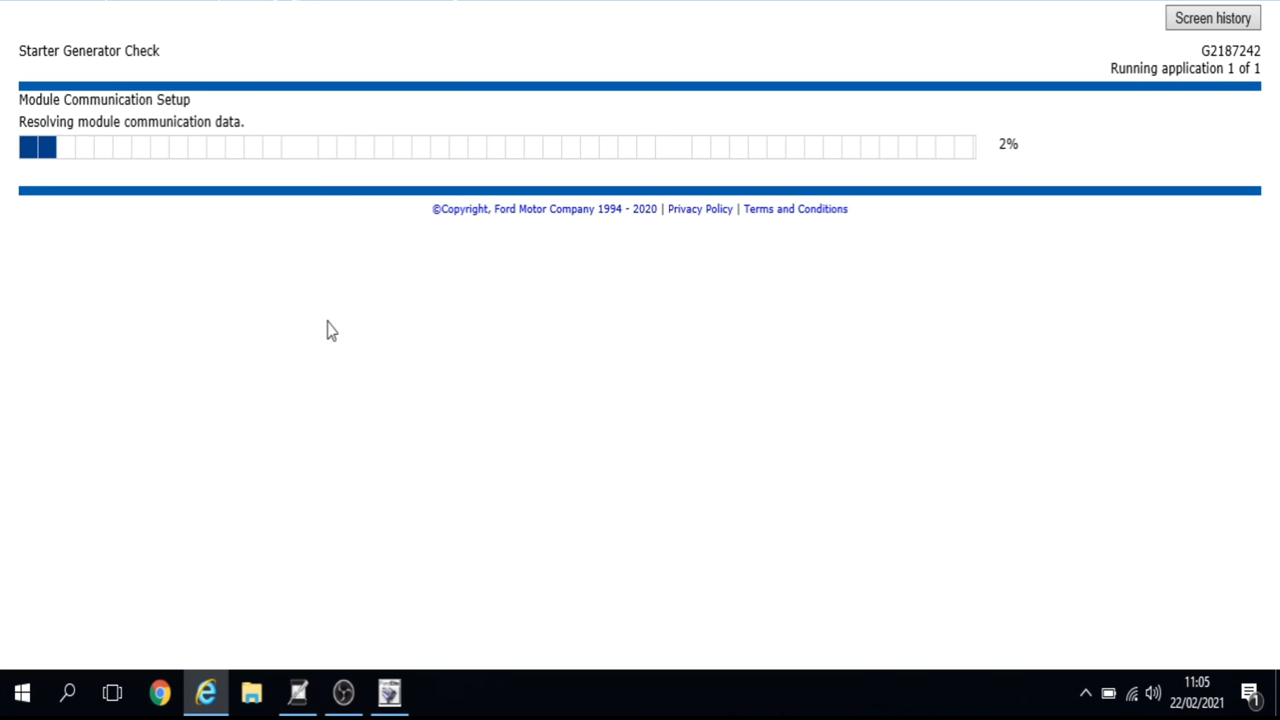 Screen history
Starter Generator Check
G2187242
Running application 1 of 1
Module Communication Setup
Resolving module communication data.
2%
©Copyright, Ford Motor Company 1994 - 2020 | Privacy Policy | Terms and Conditions
11:05
22/02/2021
1